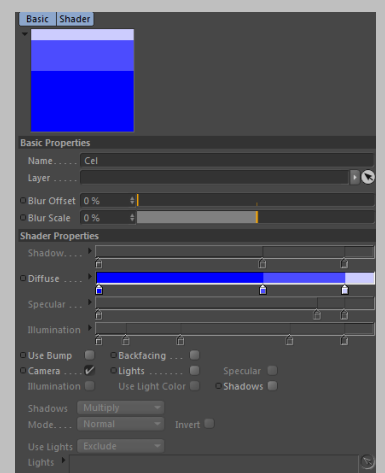 Basic Shader
Basic Properties
Name..... Cel
Layer .....
Blur Offset 0 %
Blur Scale 0 %
Shader Properties
Shadow....
Diffuse ....
Specular ...
Illumination
Use Bump Backfacing ...
Camera .... Lights ....... Specular
Illumination Use Light Color Shadows
Shadows Multiply
Mode.... Normal Invert
Use Lights Exclude
Lights